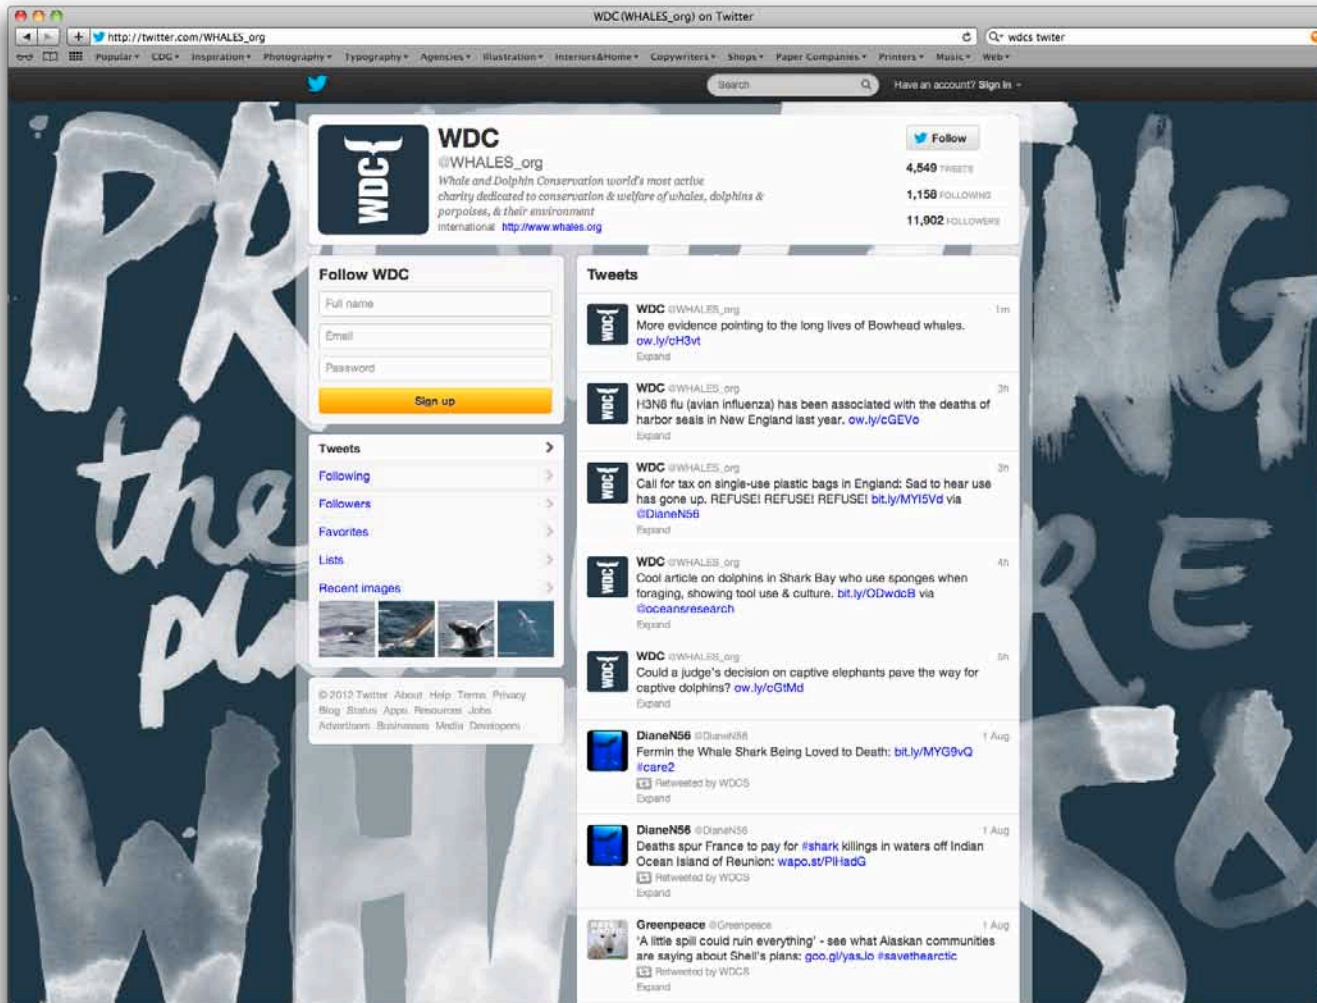 WDC (WHALES_org) on Twitter
http://twitter.com/WHALES_org
wdcs twiter
Popular CDG Inspiration Photography Typography Agencies Illustration Interiors&Home Copywriters Shops Paper Companies Printers Music Web
Search
Have an account? Sign in
WDC
WDC
@WHALES_org
Whale and Dolphin Conservation world's most active
charity dedicated to conservation & welfare of whales, dolphins &
porpoises, & their environment
International http://www.whales.org
Follow
4,549 TWEETS
1,158 FOLLOWING
11,902 FOLLOWERS
Follow WDC
Full name
Email
Password
Sign up
Tweets
Following
Followers
Favorites
Lists
Recent images
© 2012 Twitter About Help Terms Privacy
Blog Status Apps Resources Jobs
Advertisers Businesses Media Developers
Tweets
WDC
WDC @WHALES_org 1m
More evidence pointing to the long lives of Bowhead whales.
ow.ly/cH3vt
Expand
WDC
WDC @WHALES_org 3h
H3N8 flu (avian influenza) has been associated with the deaths of
harbor seals in New England last year. ow.ly/cGEVo
Expand
WDC
WDC @WHALES_org 3h
Call for tax on single-use plastic bags in England: Sad to hear use
has gone up. REFUSE! REFUSE! REFUSE! bit.ly/MYI5Vd via
@DianeN56
Expand
WDC
WDC @WHALES_org 4h
Cool article on dolphins in Shark Bay who use sponges when
foraging, showing tool use & culture. bit.ly/ODwdcB via
@oceansresearch
Expand
WDC
WDC @WHALES_org 5h
Could a judge's decision on captive elephants pave the way for
captive dolphins? ow.ly/cGtMd
Expand
DianeN56 @DianeN56 1 Aug
Fermin the Whale Shark Being Loved to Death: bit.ly/MYG9vQ
#care2
Retweeted by WDCS
Expand
DianeN56 @DianeN56 1 Aug
Deaths spur France to pay for #shark killings in waters off Indian
Ocean Island of Reunion: wapo.st/PIHadG
Retweeted by WDCS
Expand
Greenpeace @Greenpeace 1 Aug
'A little spill could ruin everything' - see what Alaskan communities
are saying about Shell's plans: goo.gl/yasJo #savethearctic
Retweeted by WDCS
Expand
the
&